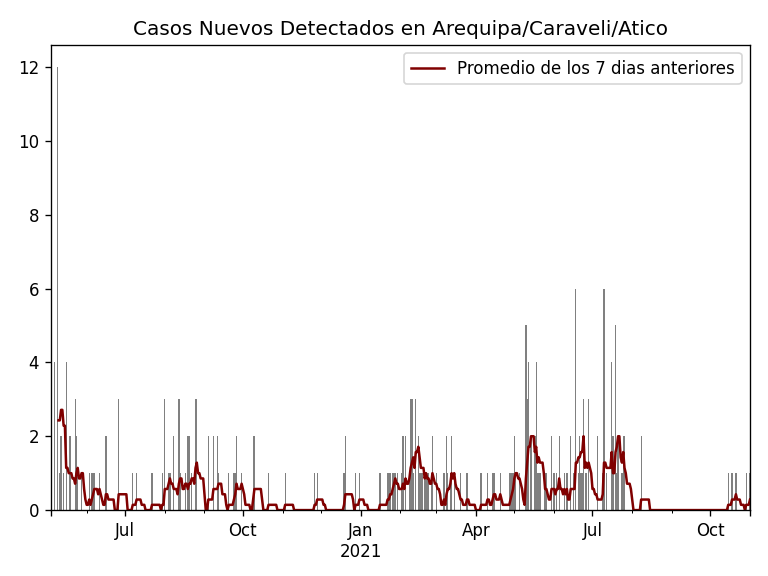 Casos Nuevos Detectados en Arequipa/Caraveli/Atico
Promedio de los 7 dias anteriores
12
10
8
6
4
2
0
Jul
Oct
Jan
2021
Apr
Jul
Oct